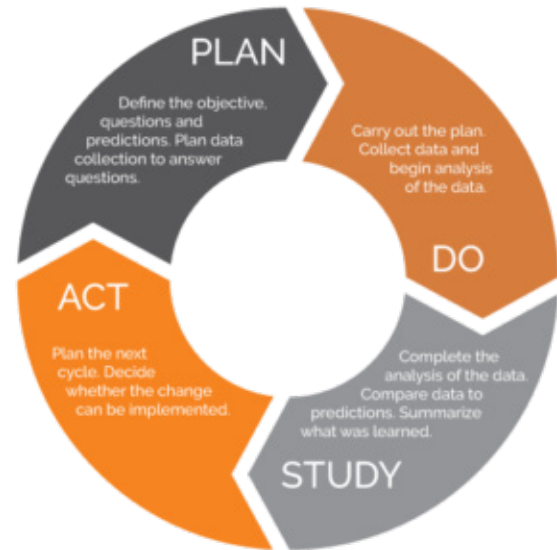 PLAN
Define the objective,
questions and
predictions. Plan data
collection to answer
questions.
Carry out the plan.
Collect data and
begin analysis
of the data.
DO
Complete the
analysis of the data.
Compare data to
predictions. Summarize
what was learned.
STUDY
ACT
Plan the next
cycle. Decide
whether the change
can be implemented.